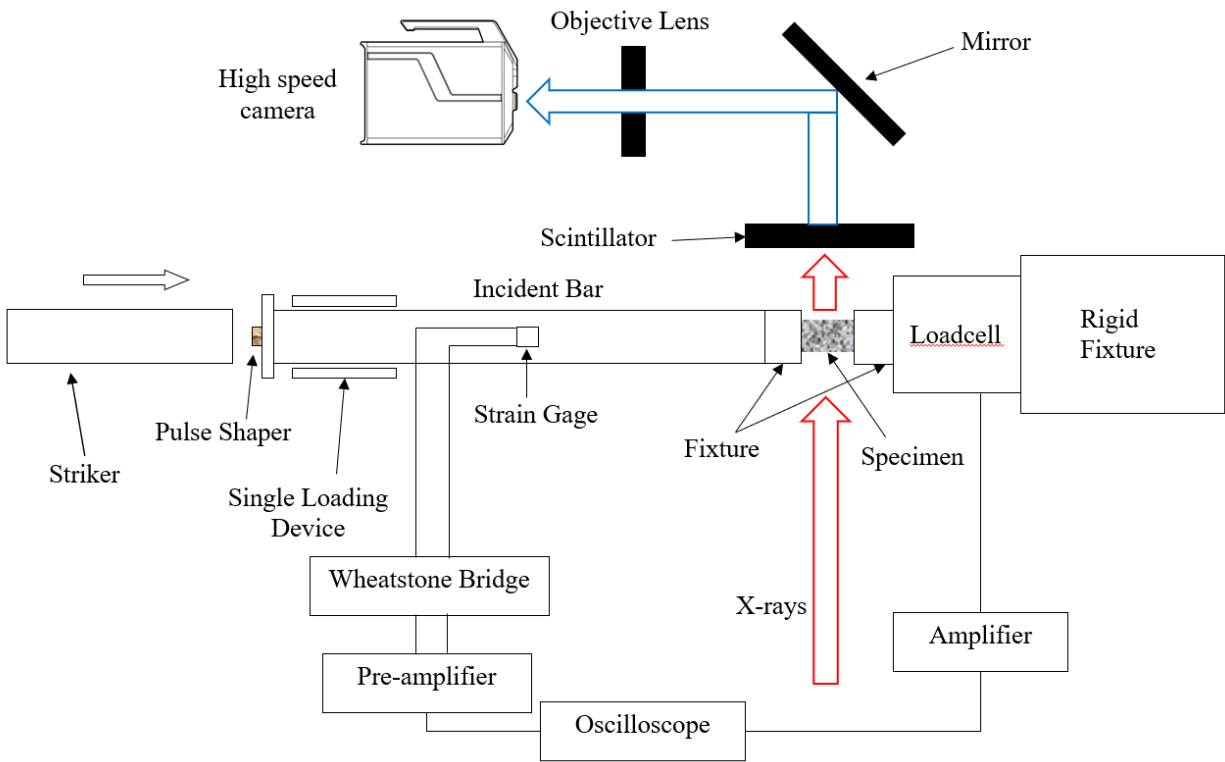 Objective Lens
Mirror
High speed
camera
Scintillator
Incident Bar
Loadcell
Rigid
Fixture
Strain Gage
Pulse Shaper
Fixture
Specimen
Striker
Single Loading
Device
Wheatstone Bridge
X-rays
Amplifier
Pre-amplifier
Oscilloscope